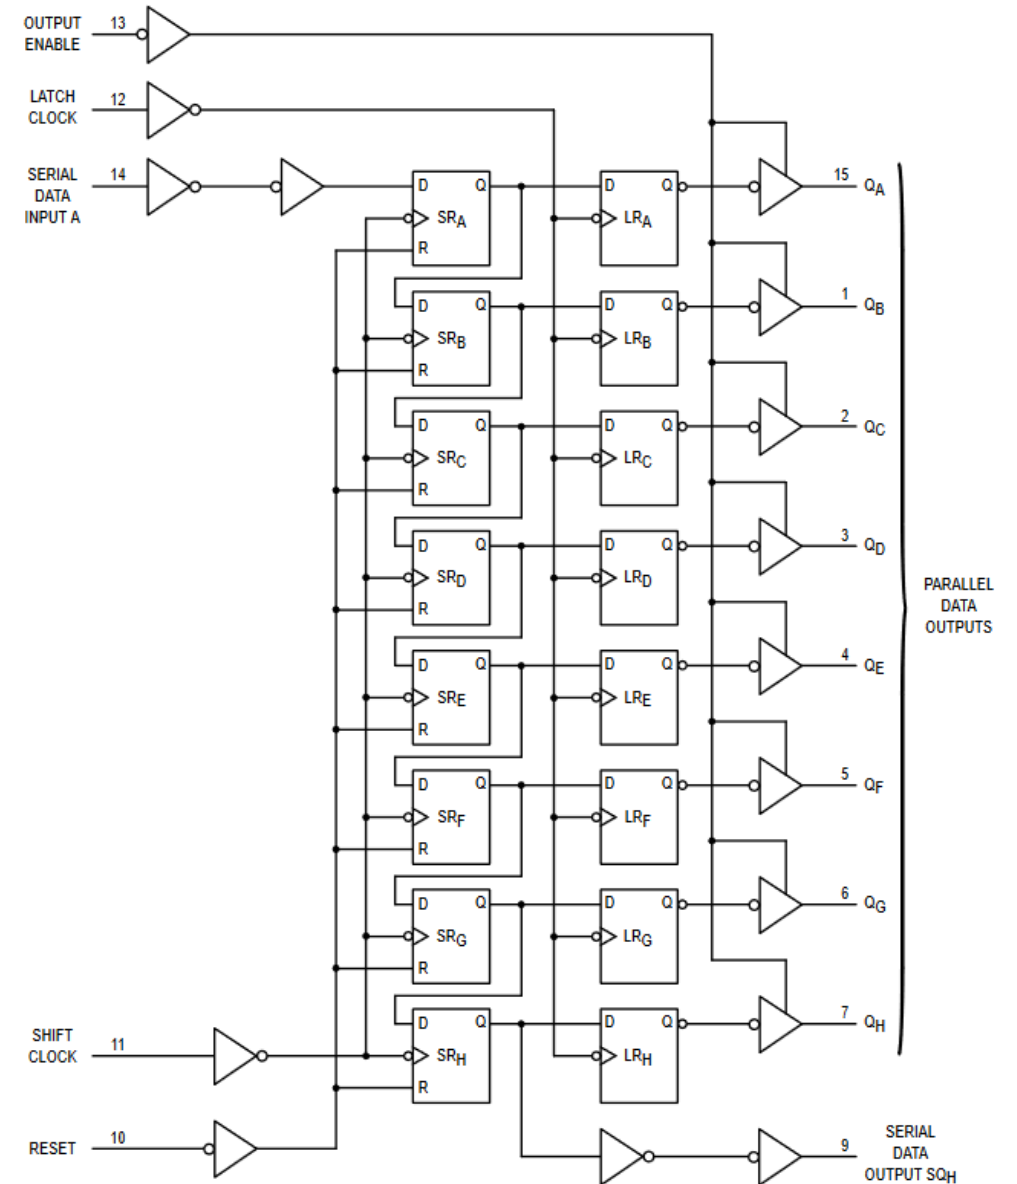 OUTPUT
ENABLE
13
LATCH
CLOCK
12
SERIAL
DATA
INPUT A
14
D Q
SRA
R
D Q
LRA
15 QA
D Q
SRB
R
D Q
LRB
1 QB
D Q
SRC
R
D Q
LRC
2 QC
D Q
SRD
R
D Q
LRD
3 QD
D Q
SRE
R
D Q
LRE
4 QE
D Q
SRF
R
D Q
LRF
5 QF
D Q
SRG
R
D Q
LRG
6 QG
D Q
SRH
R
D Q
LRH
7 QH
PARALLEL
DATA
OUTPUTS
SHIFT
CLOCK
11
RESET
10
9
SERIAL
DATA
OUTPUT SQH